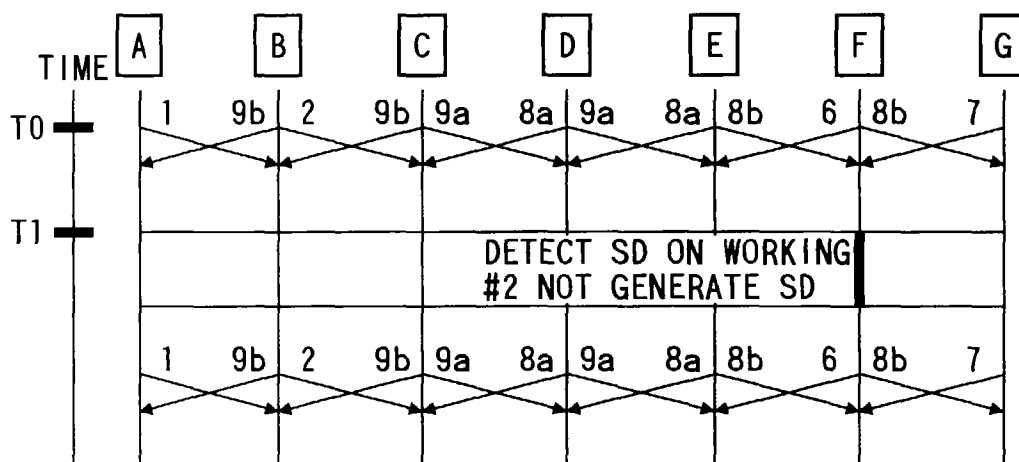 A B C D E F G
TIME
T0 1 9b 2 9b 9a 8a 9a 8a 8b 6 8b 7
T1
DETECT SD ON WORKING
#2 NOT GENERATE SD
1 9b 2 9b 9a 8a 9a 8a 8b 6 8b 7